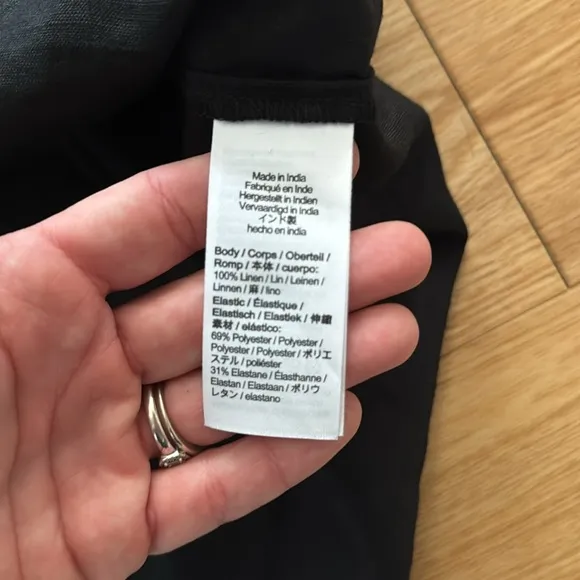 Made in India
Fabriqué en Inde
Hergestellt in Indien
Vervaardigd in India
インド製
hecho en india
Body / Corps / Oberteil /
Romp / 本体 / cuerpo:
100% Linen / Lin / Leinen /
Linnen / 麻 / lino
Elastic / Élastique /
Elastisch / Elastiek / 伸縮
素材 / elástico:
69% Polyester / Polyester /
Polyester / Polyester / ポリエ
ステル / poliéster
31% Elastane / Élasthanne /
Elastan / Elastaan / ポリウ
レタン / elastano